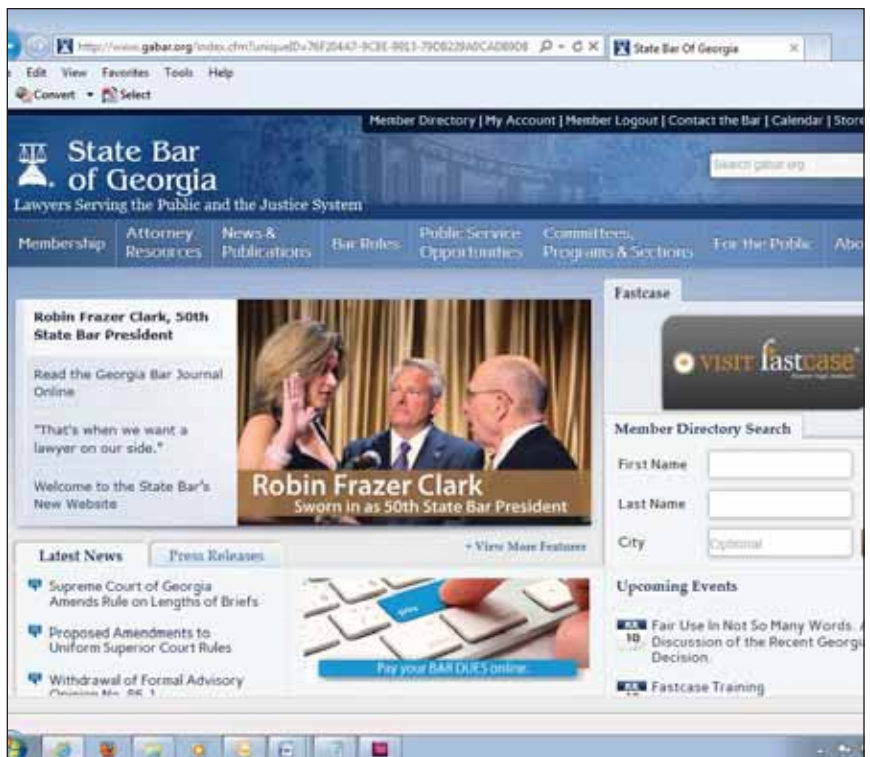 http://www.gabar.org/index.cfm?uniqueID=
State Bar Of Georgia
Edit View Favorites Tools Help
Convert Select
Member Directory | My Account | Member Logout | Contact the Bar | Calendar | Store
State Bar
of Georgia
Search gabar.org
Lawyers Serving the Public and the Justice System
Membership
Attorney
Resources
News &
Publications
Bar Rules
Public Service
Opportunities
Committees,
Programs & Sections
For the Public
Abo
Robin Frazer Clark, 50th
State Bar President
Read the Georgia Bar Journal
Online
"That's when we want a
lawyer on our side."
Welcome to the State Bar's
New Website
Robin Frazer Clark
Sworn in as 50th State Bar President
+ View More Features
Fastcase
VISIT fastcase
Member Directory Search
First Name
Last Name
City
Optional
Latest News
Press Releases
Supreme Court of Georgia
Amends Rule on Lengths of Briefs
Proposed Amendments to
Uniform Superior Court Rules
Withdrawal of Formal Advisory
Opinion No. 86-1
Pay your BAR DUES online.
Upcoming Events
10
Fair Use In Not So Many Words.
Discussion of the Recent Georgi
Decision.
Fastcase Training